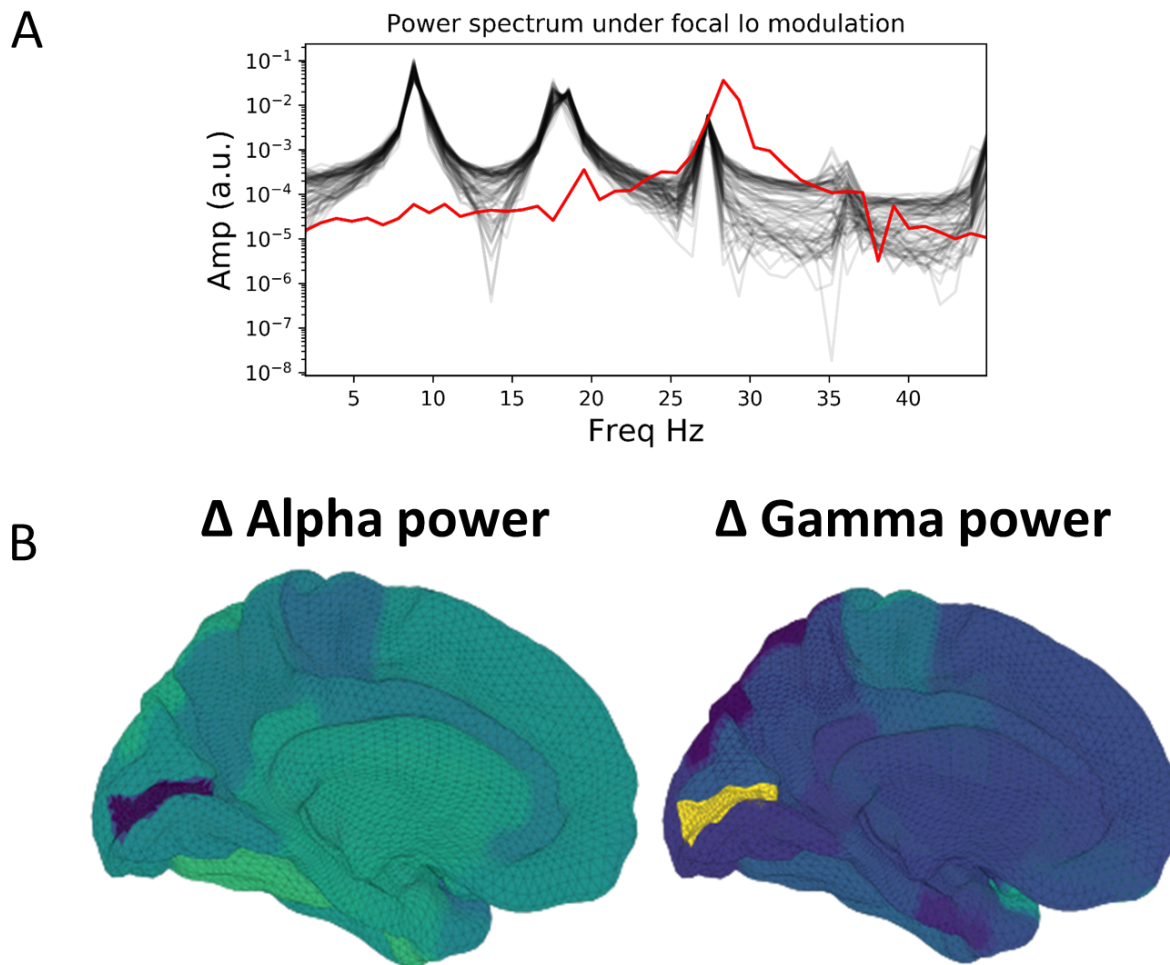 A
Power spectrum under focal Io modulation
Amp (a.u.)
10⁻¹
10⁻²
10⁻³
10⁻⁴
10⁻⁵
10⁻⁶
10⁻⁷
10⁻⁸
5 10 15 20 25 30 35 40
Freq Hz
B
Δ Alpha power
Δ Gamma power